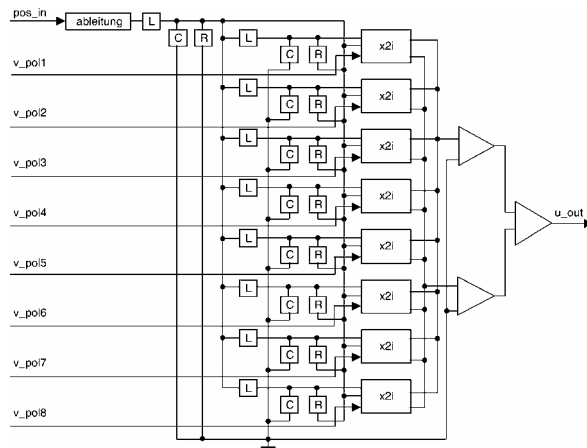 pos_in
ableitung L
C R
L C R x2i
v_pol1
L C R x2i
v_pol2
L C R x2i
v_pol3
L C R x2i
v_pol4
L C R x2i
u_out
v_pol5
L C R x2i
v_pol6
L C R x2i
v_pol7
L C R x2i
v_pol8